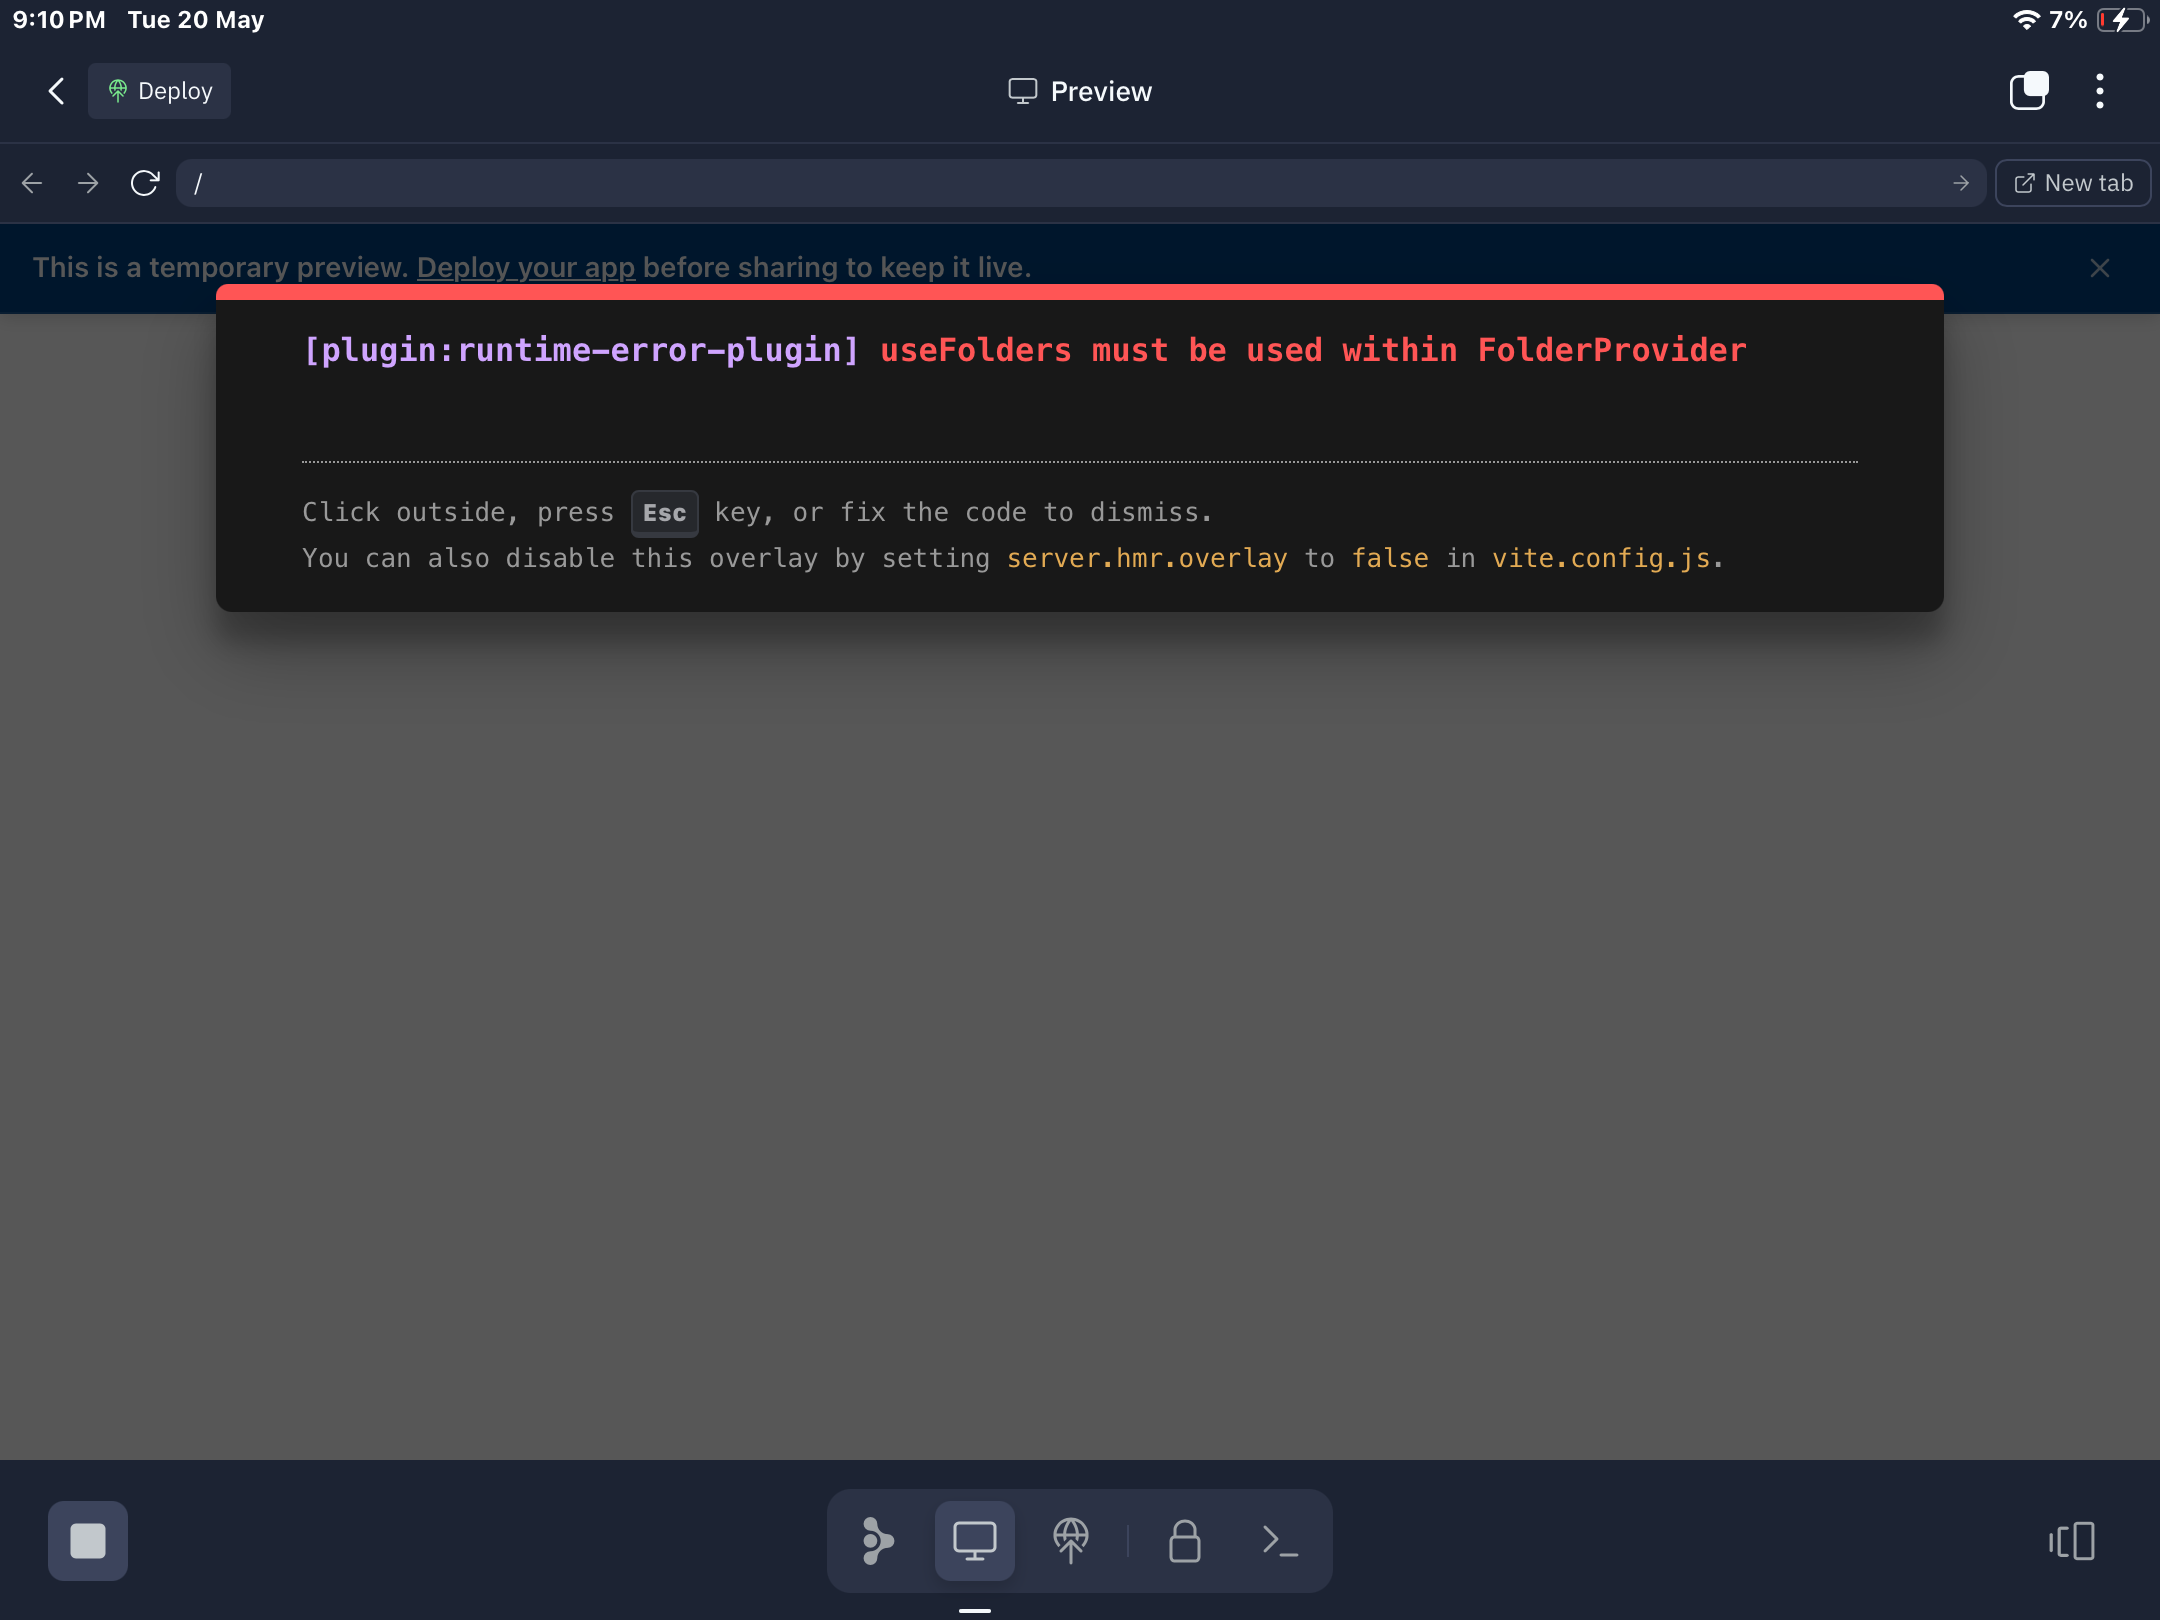 9:10 PM Tue 20 May 7%
Deploy Preview
/ New tab
This is a temporary preview. Deploy your app before sharing to keep it live.
[plugin:runtime-error-plugin] useFolders must be used within FolderProvider
Click outside, press Esc key, or fix the code to dismiss.
You can also disable this overlay by setting server.hmr.overlay to false in vite.config.js.